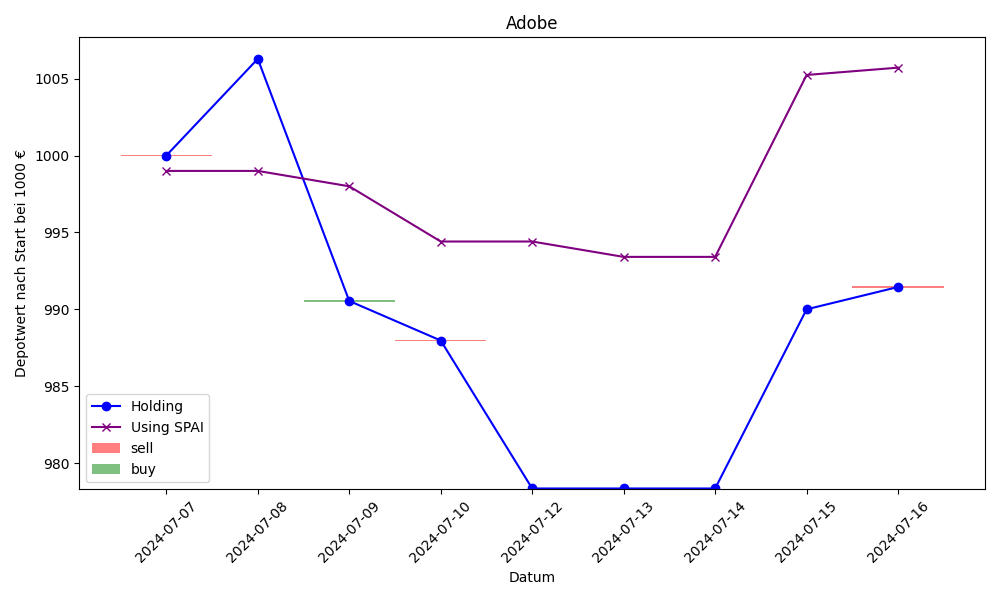 Adobe
Depotwert nach Start bei 1000 €
1005
1000
995
990
985
980
Holding
Using SPAI
sell
buy
2024-07-07
2024-07-08
2024-07-09
2024-07-10
2024-07-12
2024-07-13
2024-07-14
2024-07-15
2024-07-16
Datum